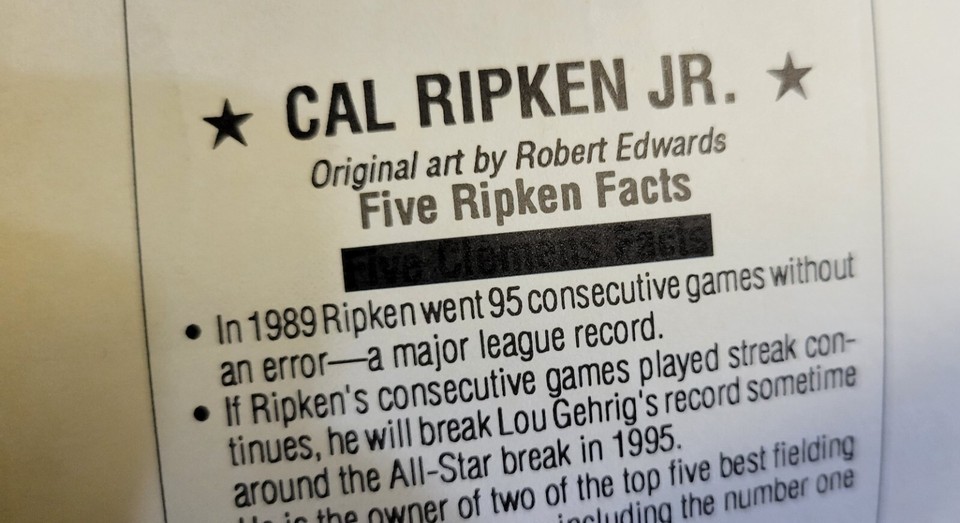 ★ CAL RIPKEN JR. ★
Original art by Robert Edwards
Five Ripken Facts
Five Clemens Facts
• In 1989 Ripken went 95 consecutive games without
an error—a major league record.
• If Ripken's consecutive games played streak con-
tinues, he will break Lou Gehrig's record sometime
around the All-Star break in 1995.
He is the owner of two of the top five best fielding
including the number one